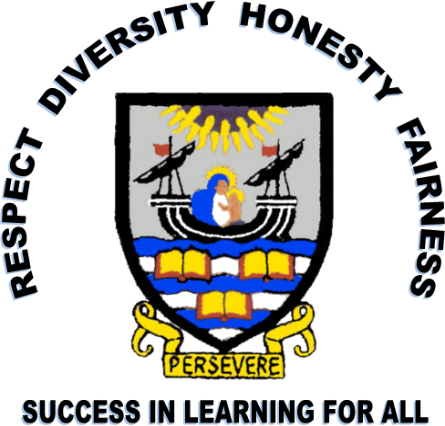 RESPECT DIVERSITY HONESTY FAIRNESS
PERSEVERE
SUCCESS IN LEARNING FOR ALL